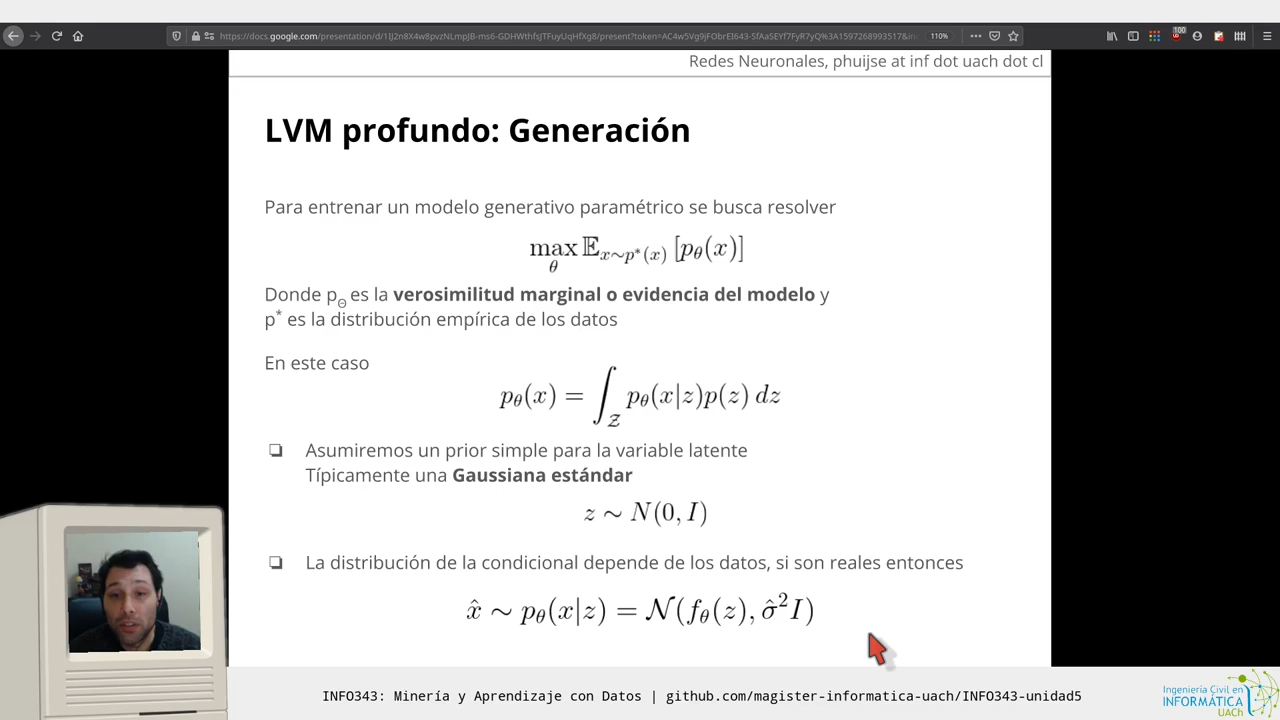 110%
100
Redes Neuronales, phuijse at inf dot uach dot cl
LVM profundo: Generación
Para entrenar un modelo generativo paramétrico se busca resolver
max_θ 𝔼_{x∼p*(x)} [p_θ(x)]
Donde p_Θ es la verosimilitud marginal o evidencia del modelo y
p* es la distribución empírica de los datos
En este caso
p_θ(x) = ∫_𝒵 p_θ(x|z)p(z) dz
❏ Asumiremos un prior simple para la variable latente
Típicamente una Gaussiana estándar
z ∼ N(0, I)
❏ La distribución de la condicional depende de los datos, si son reales entonces
x̂ ∼ p_θ(x|z) = 𝒩(f_θ(z), σ̂²I)
INFO343: Minería y Aprendizaje con Datos | github.com/magister-informatica-uach/INFO343-unidad5
Ingeniería Civil en
INFORMÁTICA
UACh